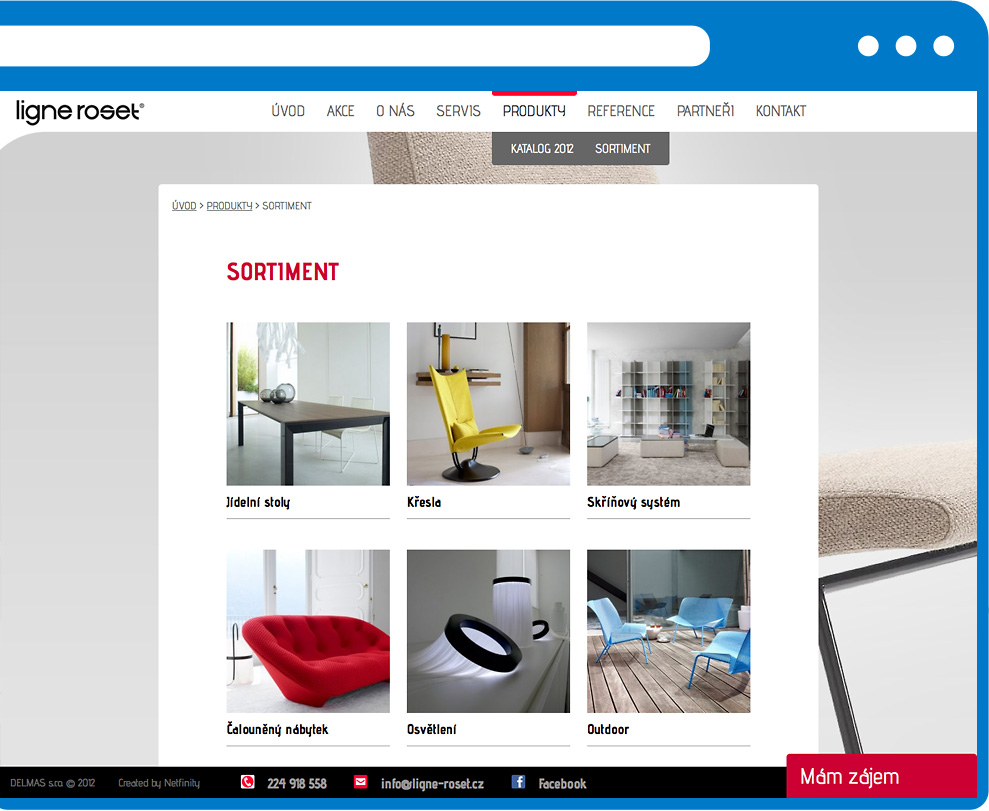 ligne roset®
ÚVOD AKCE O NÁS SERVIS PRODUKTY REFERENCE PARTNEŘI KONTAKT
KATALOG 2012 SORTIMENT
ÚVOD > PRODUKTY > SORTIMENT
SORTIMENT
Jídelní stoly Křesla Skříňový systém
Čalouněný nábytek Osvětlení Outdoor
Mám zájem
DELMAS s.r.o. © 2012 Created by Netfinity 224 918 558 info@ligne-roset.cz Facebook